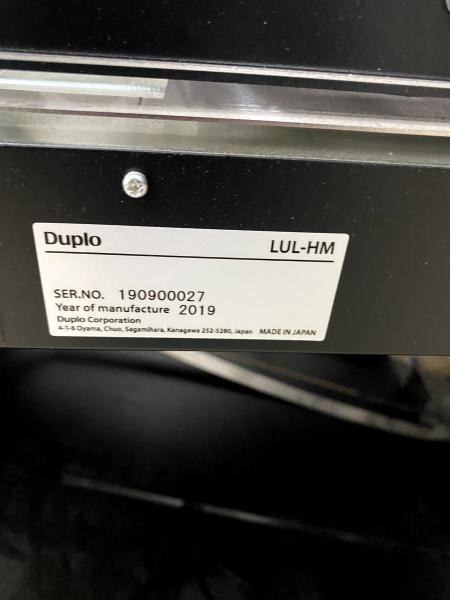 Duplo LUL-HM
SER.NO. 190900027
Year of manufacture 2019
Duplo Corporation
4-1-6 Oyama, Chuo, Sagamihara, Kanagawa 252-5280, Japan MADE IN JAPAN